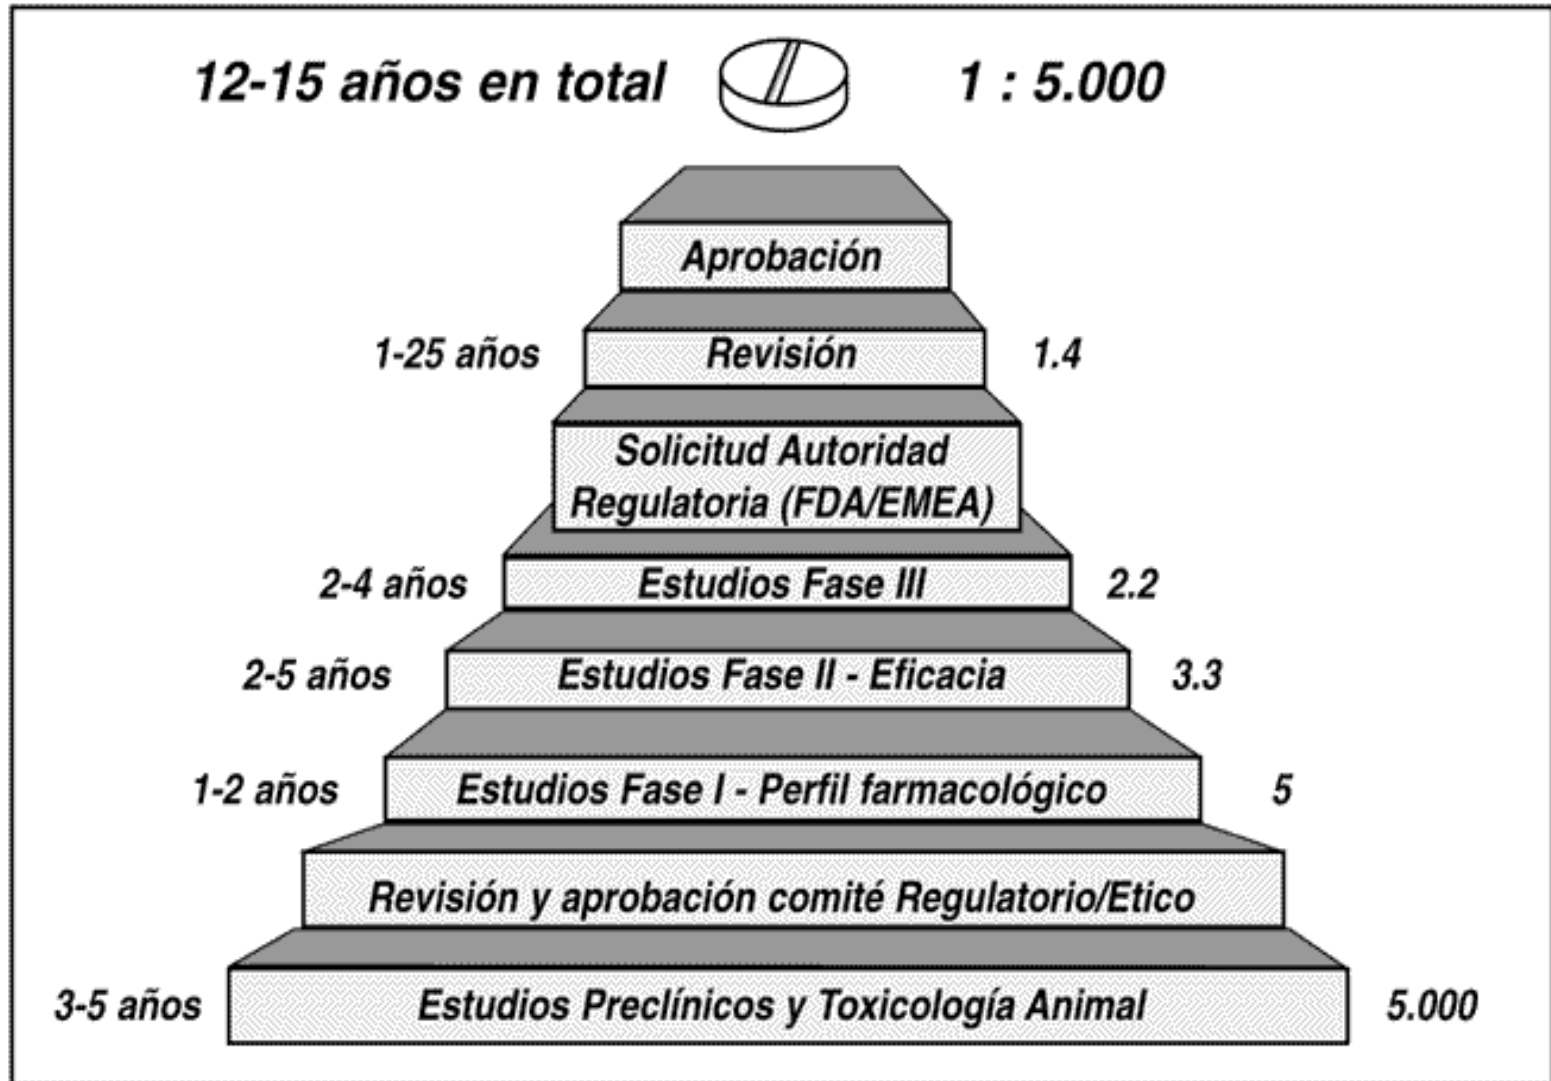 12-15 años en total 1 : 5.000
Aprobación
1-25 años Revisión 1.4
Solicitud Autoridad
Regulatoria (FDA/EMEA)
2-4 años Estudios Fase III 2.2
2-5 años Estudios Fase II - Eficacia 3.3
1-2 años Estudios Fase I - Perfil farmacológico 5
Revisión y aprobación comité Regulatorio/Etico
3-5 años Estudios Preclínicos y Toxicología Animal 5.000